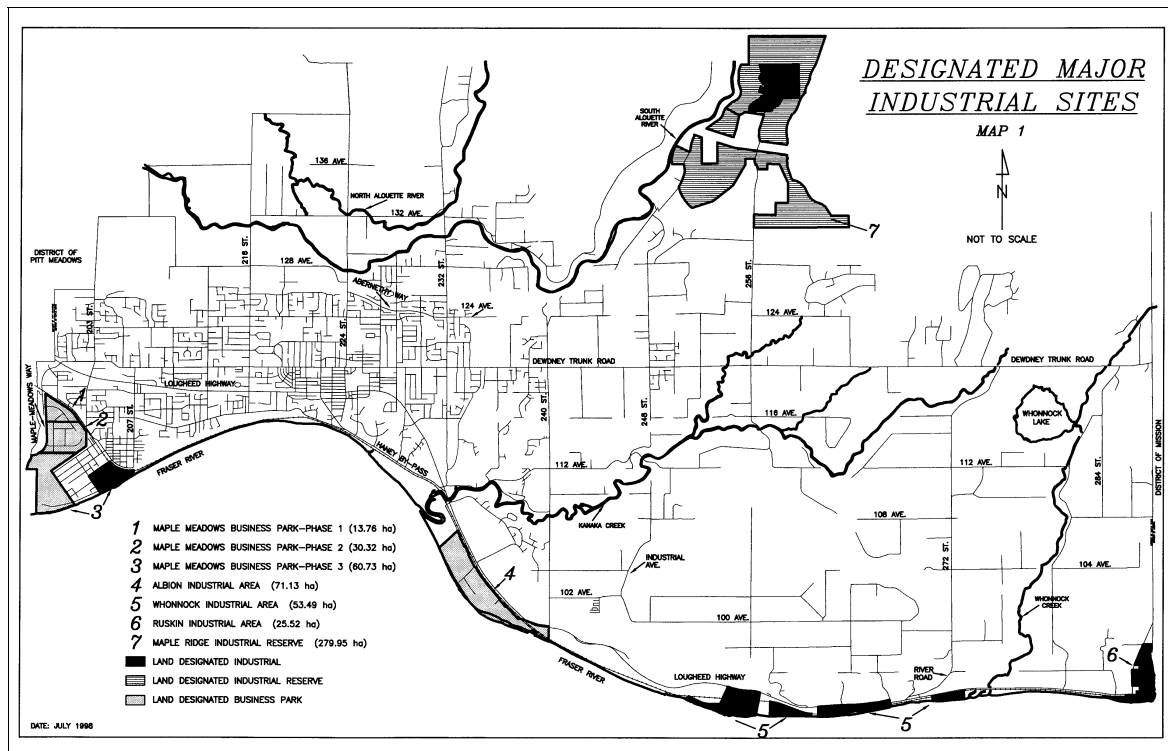 DESIGNATED MAJOR
INDUSTRIAL SITES
MAP 1
N
NOT TO SCALE
SOUTH
ALOUETTE
RIVER
136 AVE.
NORTH ALOUETTE RIVER
132 AVE.
7
DISTRICT OF
PITT MEADOWS
216 ST.
128 AVE.
232 ST.
256 ST.
ABERNETHY WAY
203 ST.
224 ST.
124 AVE.
124 AVE.
DEWDNEY TRUNK ROAD
DEWDNEY TRUNK ROAD
MAPLE-MEADOWS WAY
LOUGHEED HIGHWAY
1
2
207 ST.
240 ST.
248 ST.
116 AVE.
WHONNOCK
LAKE
HANEY BY-PASS
FRASER RIVER
112 AVE.
112 AVE.
284 ST.
DISTRICT OF MISSION
3
KANAKA CREEK
108 AVE.
272 ST.
INDUSTRIAL
AVE.
104 AVE.
4
102 AVE.
WHONNOCK
CREEK
100 AVE.
FRASER RIVER
LOUGHEED HIGHWAY
RIVER
ROAD
6
5
5
1 MAPLE MEADOWS BUSINESS PARK-PHASE 1 (13.76 ha)
2 MAPLE MEADOWS BUSINESS PARK-PHASE 2 (30.32 ha)
3 MAPLE MEADOWS BUSINESS PARK-PHASE 3 (60.73 ha)
4 ALBION INDUSTRIAL AREA (71.13 ha)
5 WHONNOCK INDUSTRIAL AREA (53.49 ha)
6 RUSKIN INDUSTRIAL AREA (25.52 ha)
7 MAPLE RIDGE INDUSTRIAL RESERVE (279.95 ha)
LAND DESIGNATED INDUSTRIAL
LAND DESIGNATED INDUSTRIAL RESERVE
LAND DESIGNATED BUSINESS PARK
DATE: JULY 1998